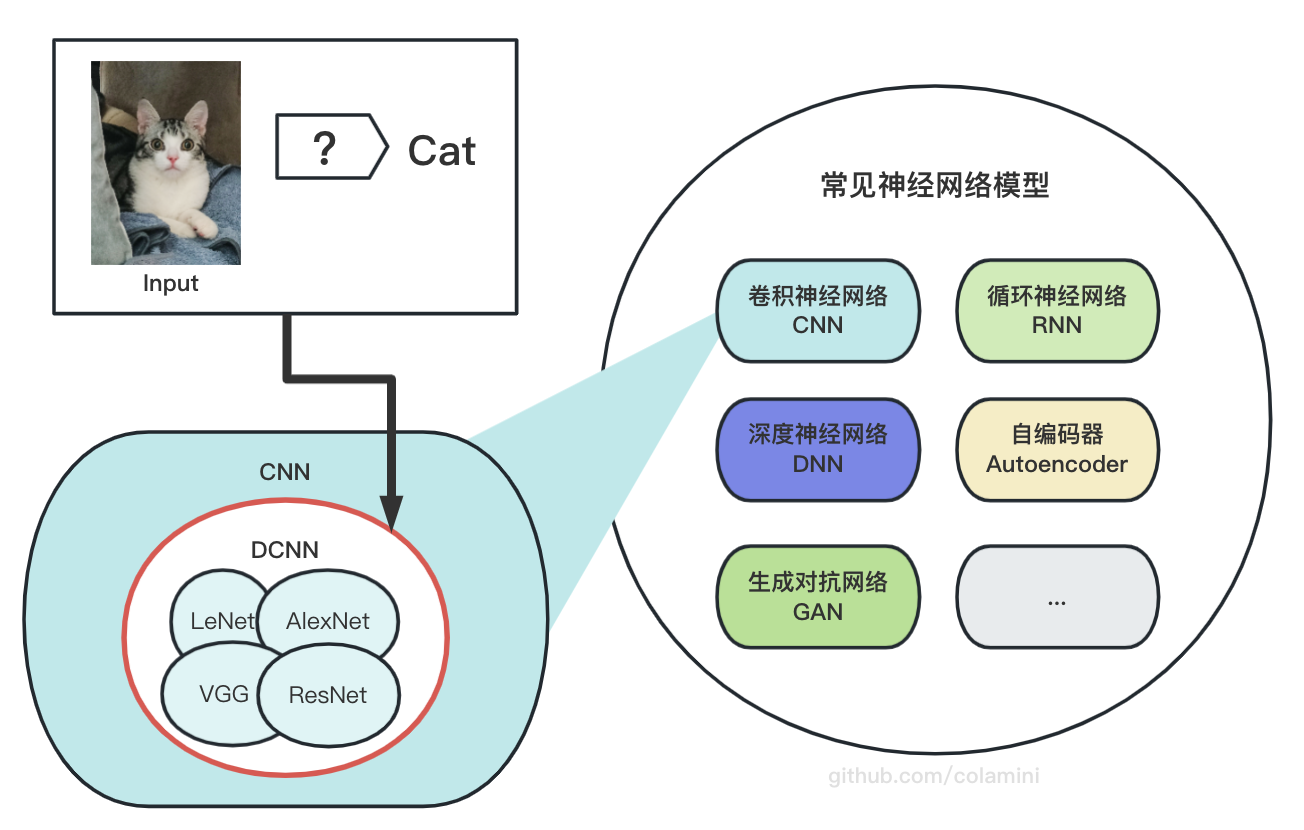 ?
Cat
Input
常见神经网络模型
卷积神经网络
CNN
循环神经网络
RNN
深度神经网络
DNN
自编码器
Autoencoder
生成对抗网络
GAN
...
CNN
DCNN
LeNet
AlexNet
VGG
ResNet
github.com/colamini